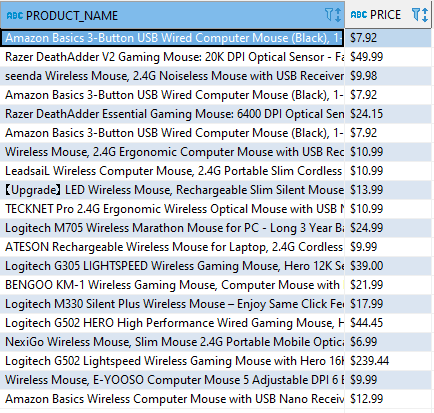 ABC PRODUCT_NAME ABC PRICE
Amazon Basics 3-Button USB Wired Computer Mouse (Black), 1- $7.92
Razer DeathAdder V2 Gaming Mouse: 20K DPI Optical Sensor - Fa $49.99
seenda Wireless Mouse, 2.4G Noiseless Mouse with USB Receiver $9.98
Amazon Basics 3-Button USB Wired Computer Mouse (Black), 1- $7.92
Razer DeathAdder Essential Gaming Mouse: 6400 DPI Optical Sen $24.15
Amazon Basics 3-Button USB Wired Computer Mouse (Black), 1- $7.92
Wireless Mouse, 2.4G Ergonomic Computer Mouse with USB Rec $10.99
LeadsaiL Wireless Computer Mouse, 2.4G Portable Slim Cordless $10.99
【Upgrade】 LED Wireless Mouse, Rechargeable Slim Silent Mouse $13.99
TECKNET Pro 2.4G Ergonomic Wireless Optical Mouse with USB N $10.99
Logitech M705 Wireless Marathon Mouse for PC - Long 3 Year Ba $24.99
ATESON Rechargeable Wireless Mouse for Laptop, 2.4G Cordless $9.99
Logitech G305 LIGHTSPEED Wireless Gaming Mouse, Hero 12K Se $39.00
BENGOO KM-1 Wireless Gaming Mouse, Computer Mouse with $21.99
Logitech M330 Silent Plus Wireless Mouse – Enjoy Same Click Fee $17.99
Logitech G502 HERO High Performance Wired Gaming Mouse, H $44.45
NexiGo Wireless Mouse, Slim Mouse 2.4G Portable Mobile Optica $6.99
Logitech G502 Lightspeed Wireless Gaming Mouse with Hero 16K $239.44
Wireless Mouse, E-YOOSO Computer Mouse 5 Adjustable DPI 6 B $9.99
Amazon Basics Wireless Computer Mouse with USB Nano Receiv $12.99